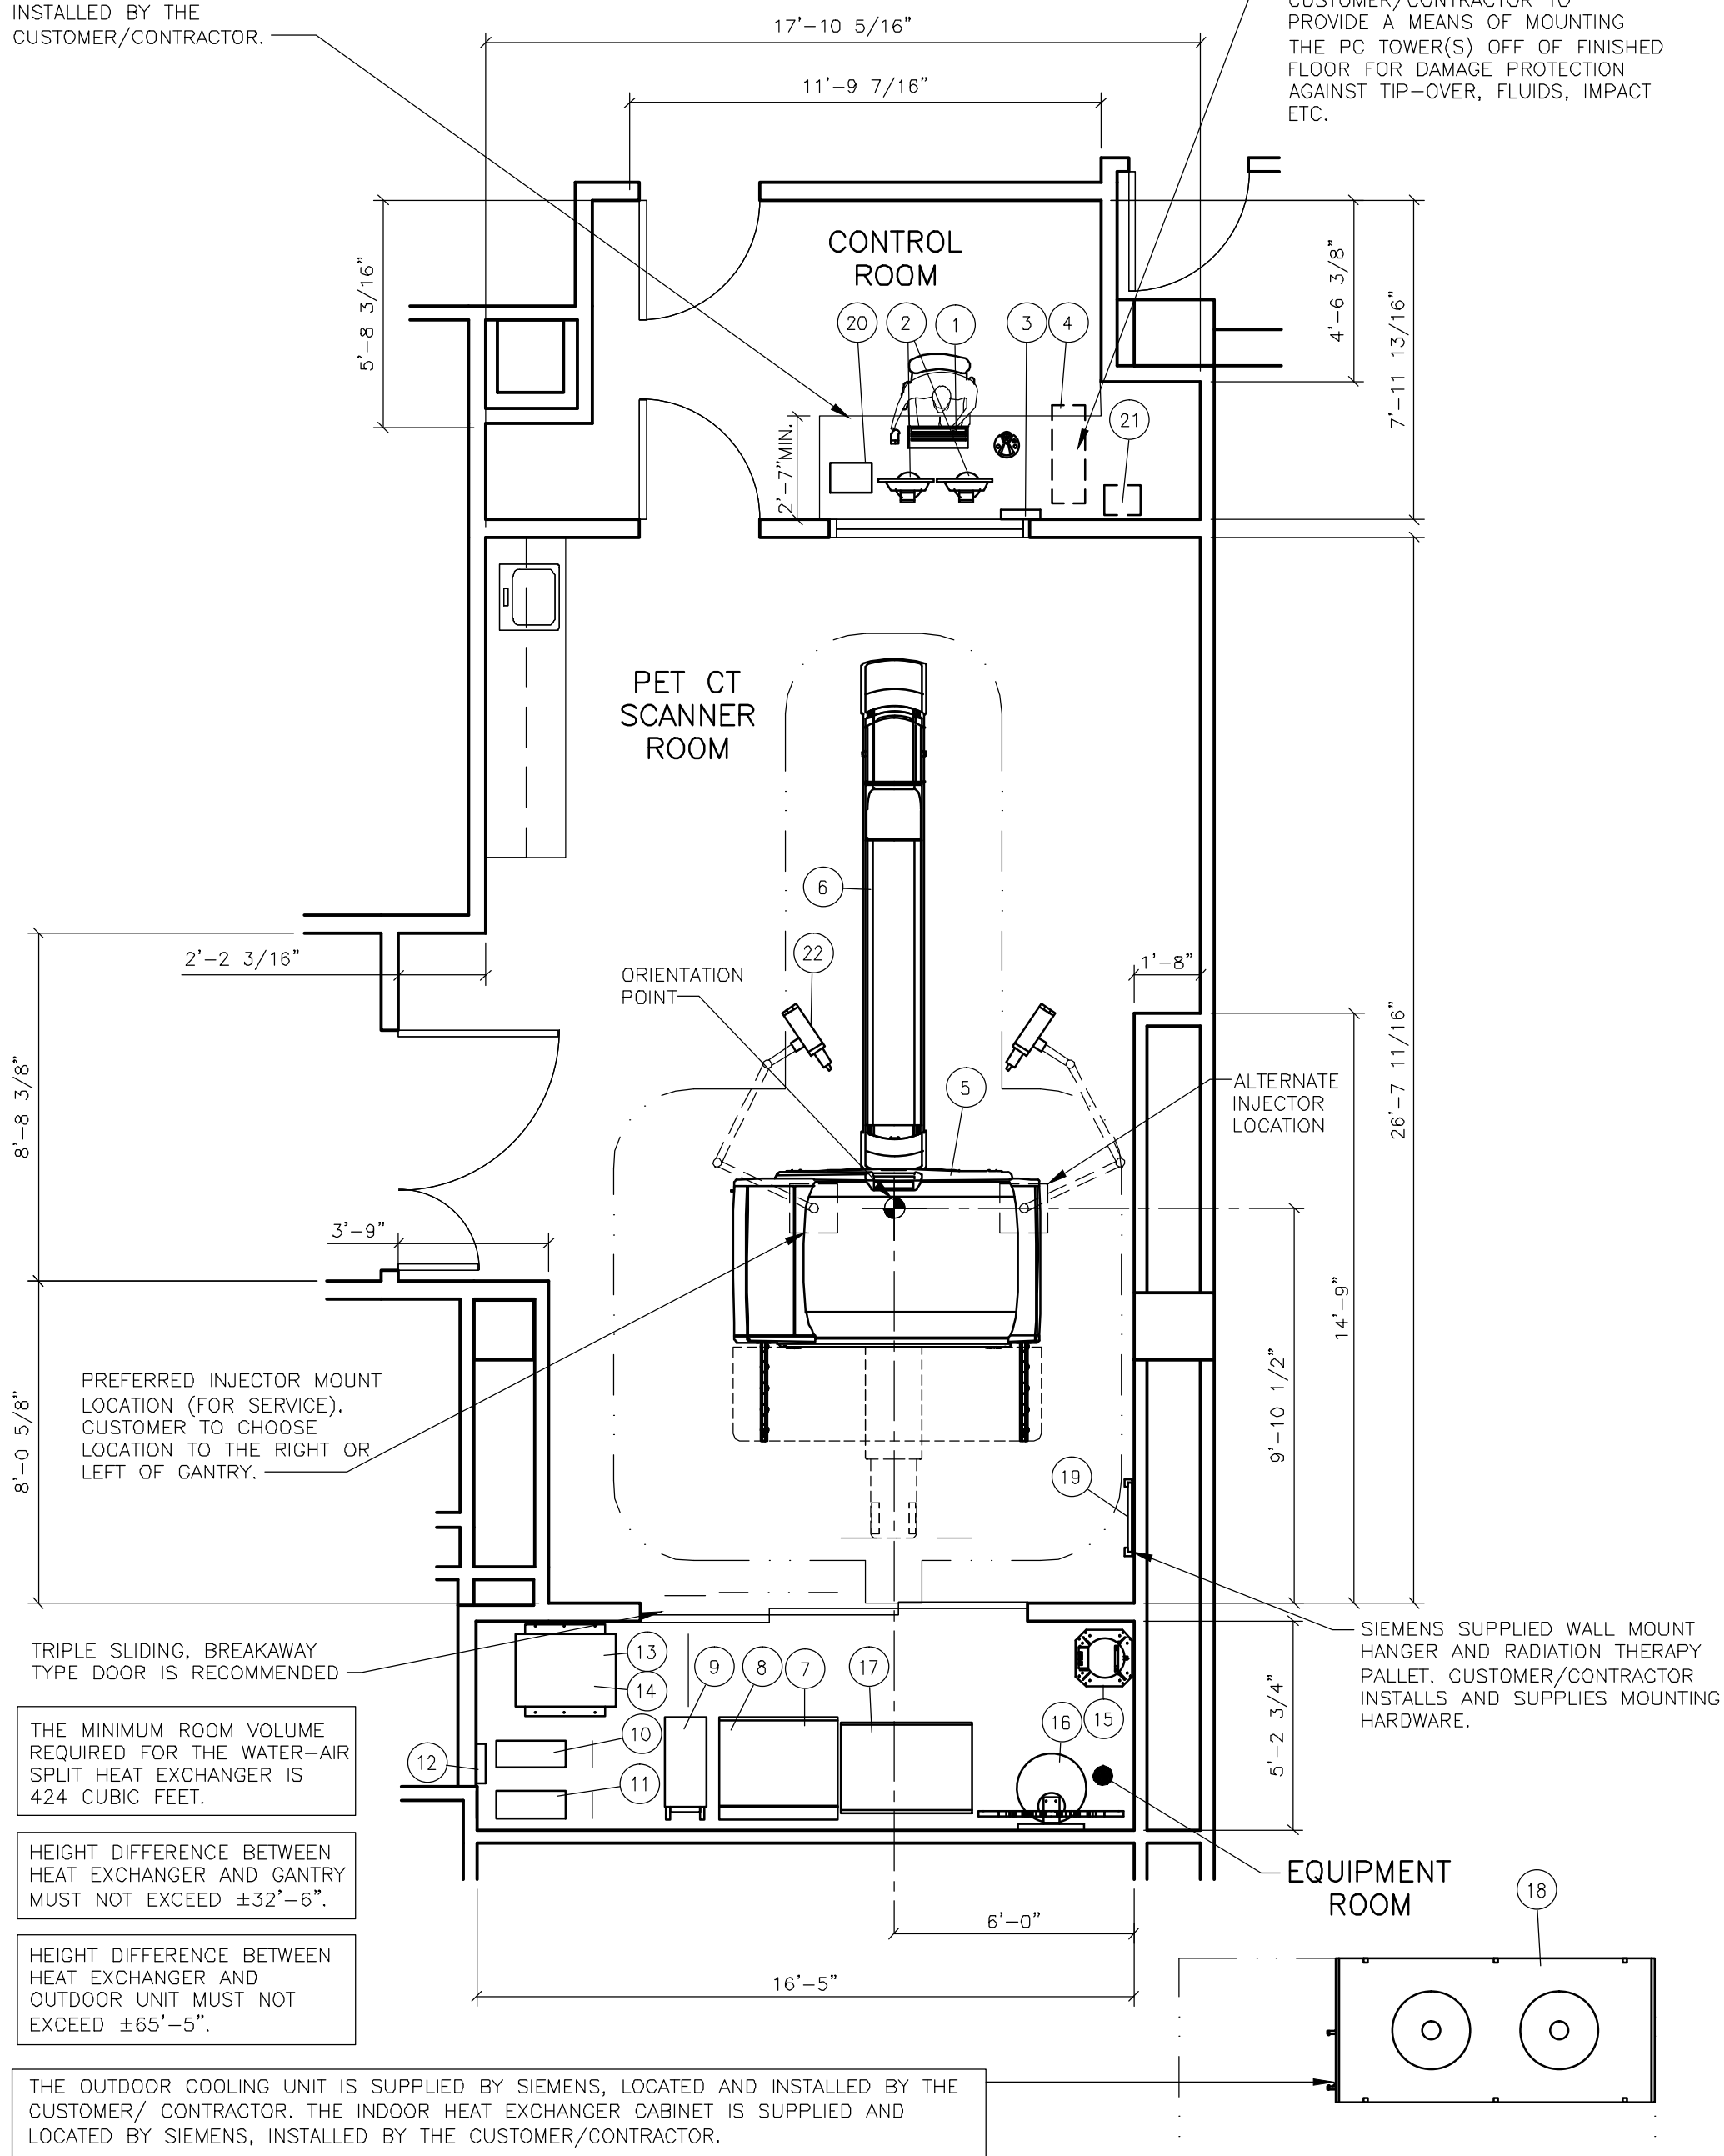 INSTALLED BY THE
CUSTOMER/CONTRACTOR.
17'-10 5/16"
11'-9 7/16"
CUSTOMER/CONTRACTOR TO
PROVIDE A MEANS OF MOUNTING
THE PC TOWER(S) OFF OF FINISHED
FLOOR FOR DAMAGE PROTECTION
AGAINST TIP-OVER, FLUIDS, IMPACT
ETC.
CONTROL
ROOM
5'-8 3/16"
4'-6 3/8"
7'-11 13/16"
20
2
1
3
4
21
2'-7"MIN.
PET CT
SCANNER
ROOM
6
22
2'-2 3/16"
ORIENTATION
POINT
1'-8"
8'-8 3/8"
26'-7 11/16"
5
ALTERNATE
INJECTOR
LOCATION
3'-9"
14'-9"
9'-10 1/2"
PREFERRED INJECTOR MOUNT
LOCATION (FOR SERVICE).
CUSTOMER TO CHOOSE
LOCATION TO THE RIGHT OR
LEFT OF GANTRY.
8'-0 5/8"
19
TRIPLE SLIDING, BREAKAWAY
TYPE DOOR IS RECOMMENDED
13
14
9
8
7
17
15
16
10
11
12
SIEMENS SUPPLIED WALL MOUNT
HANGER AND RADIATION THERAPY
PALLET. CUSTOMER/CONTRACTOR
INSTALLS AND SUPPLIES MOUNTING
HARDWARE.
5'-2 3/4"
THE MINIMUM ROOM VOLUME
REQUIRED FOR THE WATER-AIR
SPLIT HEAT EXCHANGER IS
424 CUBIC FEET.
HEIGHT DIFFERENCE BETWEEN
HEAT EXCHANGER AND GANTRY
MUST NOT EXCEED ±32'-6".
EQUIPMENT
ROOM
18
6'-0"
HEIGHT DIFFERENCE BETWEEN
HEAT EXCHANGER AND
OUTDOOR UNIT MUST NOT
EXCEED ±65'-5".
16'-5"
THE OUTDOOR COOLING UNIT IS SUPPLIED BY SIEMENS, LOCATED AND INSTALLED BY THE
CUSTOMER/ CONTRACTOR. THE INDOOR HEAT EXCHANGER CABINET IS SUPPLIED AND
LOCATED BY SIEMENS, INSTALLED BY THE CUSTOMER/CONTRACTOR.